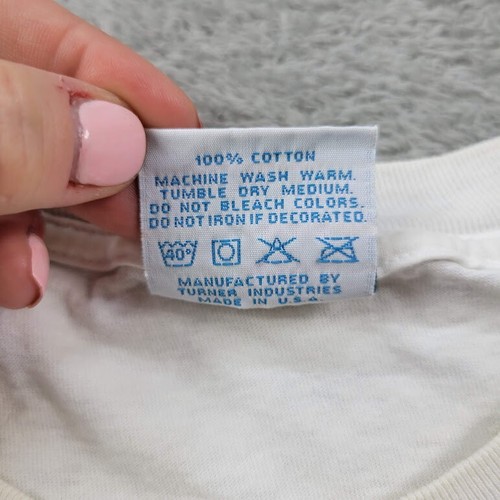 100% COTTON
MACHINE WASH WARM.
TUMBLE DRY MEDIUM.
DO NOT BLEACH COLORS.
DO NOT IRON IF DECORATED.
40°
MANUFACTURED BY
TURNER INDUSTRIES
MADE IN U.S.A.